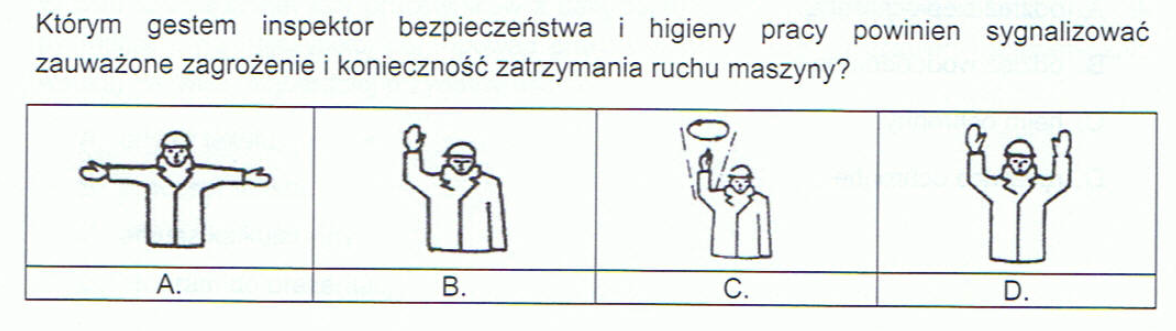 Którym gestem inspektor bezpieczeństwa i higieny pracy powinien sygnalizować
zauważone zagrożenie i konieczność zatrzymania ruchu maszyny?
A. B. C. D.